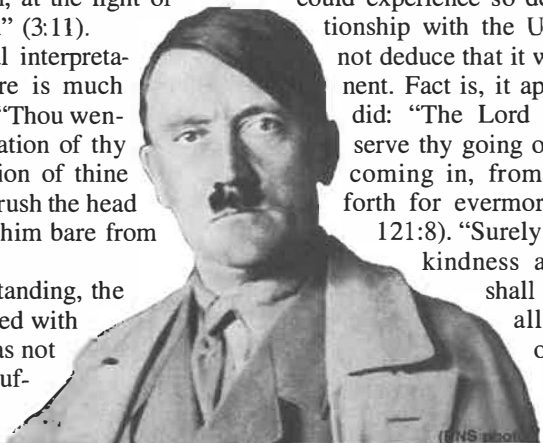 n, at the light of
” (3:11).
l interpreta-
re is much
“Thou wen-
ation of thy
ion of thine
rush the head
him bare from
tanding, the
ed with
as not
uf-
could experience so de
tionship with the U
not deduce that it w
nent. Fact is, it ap
did: “The Lord
serve thy going o
coming in, from
forth for evermor
121:8). “Surely
kindness a
shall
all
o
(RNS photo)